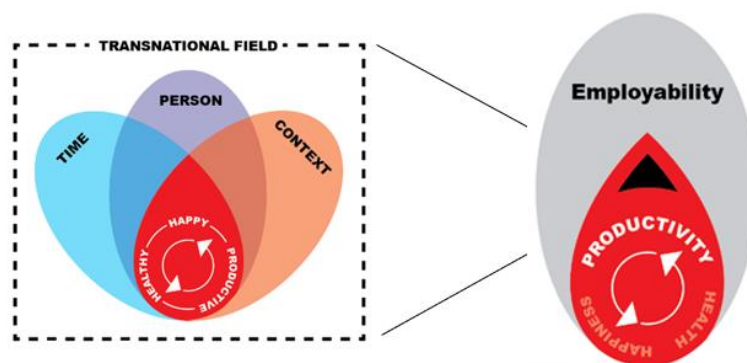 TRANSNATIONAL FIELD
PERSON
TIME
CONTEXT
HAPPY
HEALTHY
PRODUCTIVE
Employability
PRODUCTIVITY
HAPPINESS
HEALTH